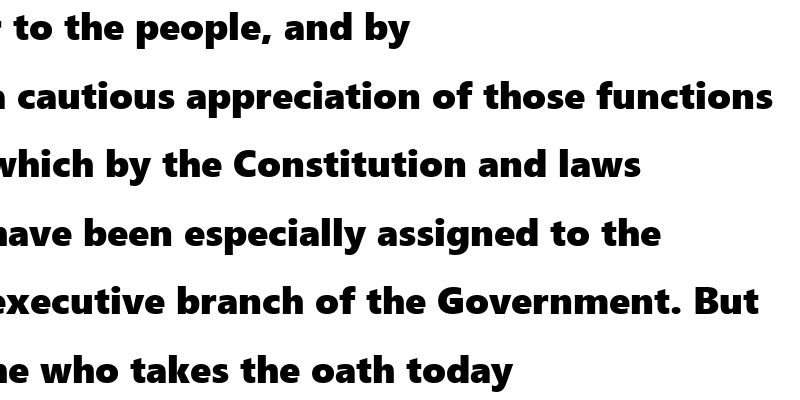 to the people, and by
a cautious appreciation of those functions
which by the Constitution and laws
have been especially assigned to the
executive branch of the Government. But
he who takes the oath today